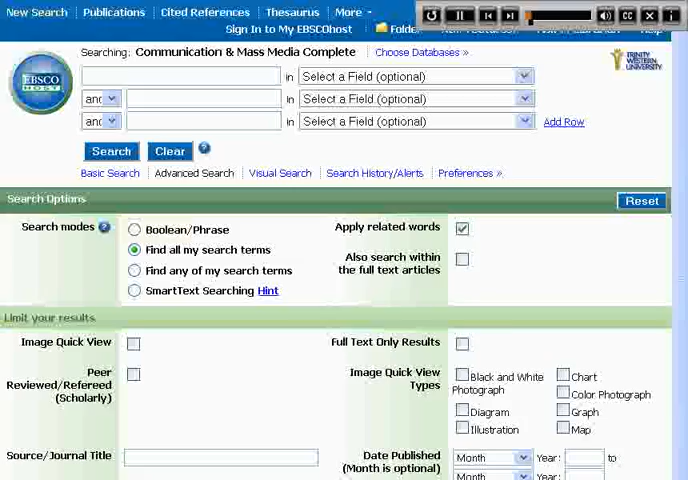 New Search Publications Cited References Thesaurus More
Sign In to My EBSCOhost Folder Help
CC
Searching: Communication & Mass Media Complete Choose Databases »
EBSCO HOST
TRINITY WESTERN UNIVERSITY
in Select a Field (optional)
and in Select a Field (optional)
and in Select a Field (optional) Add Row
Search Clear ?
Basic Search Advanced Search Visual Search Search History/Alerts Preferences »
Search Options Reset
Search modes ? Boolean/Phrase Apply related words
Find all my search terms
Find any of my search terms Also search within the full text articles
SmartText Searching Hint
Limit your results
Image Quick View Full Text Only Results
Peer Reviewed/Refereed (Scholarly) Image Quick View Types Black and White Photograph Chart
Color Photograph
Diagram Graph
Illustration Map
Source/Journal Title Date Published (Month is optional) Month Year: to
Month Year: